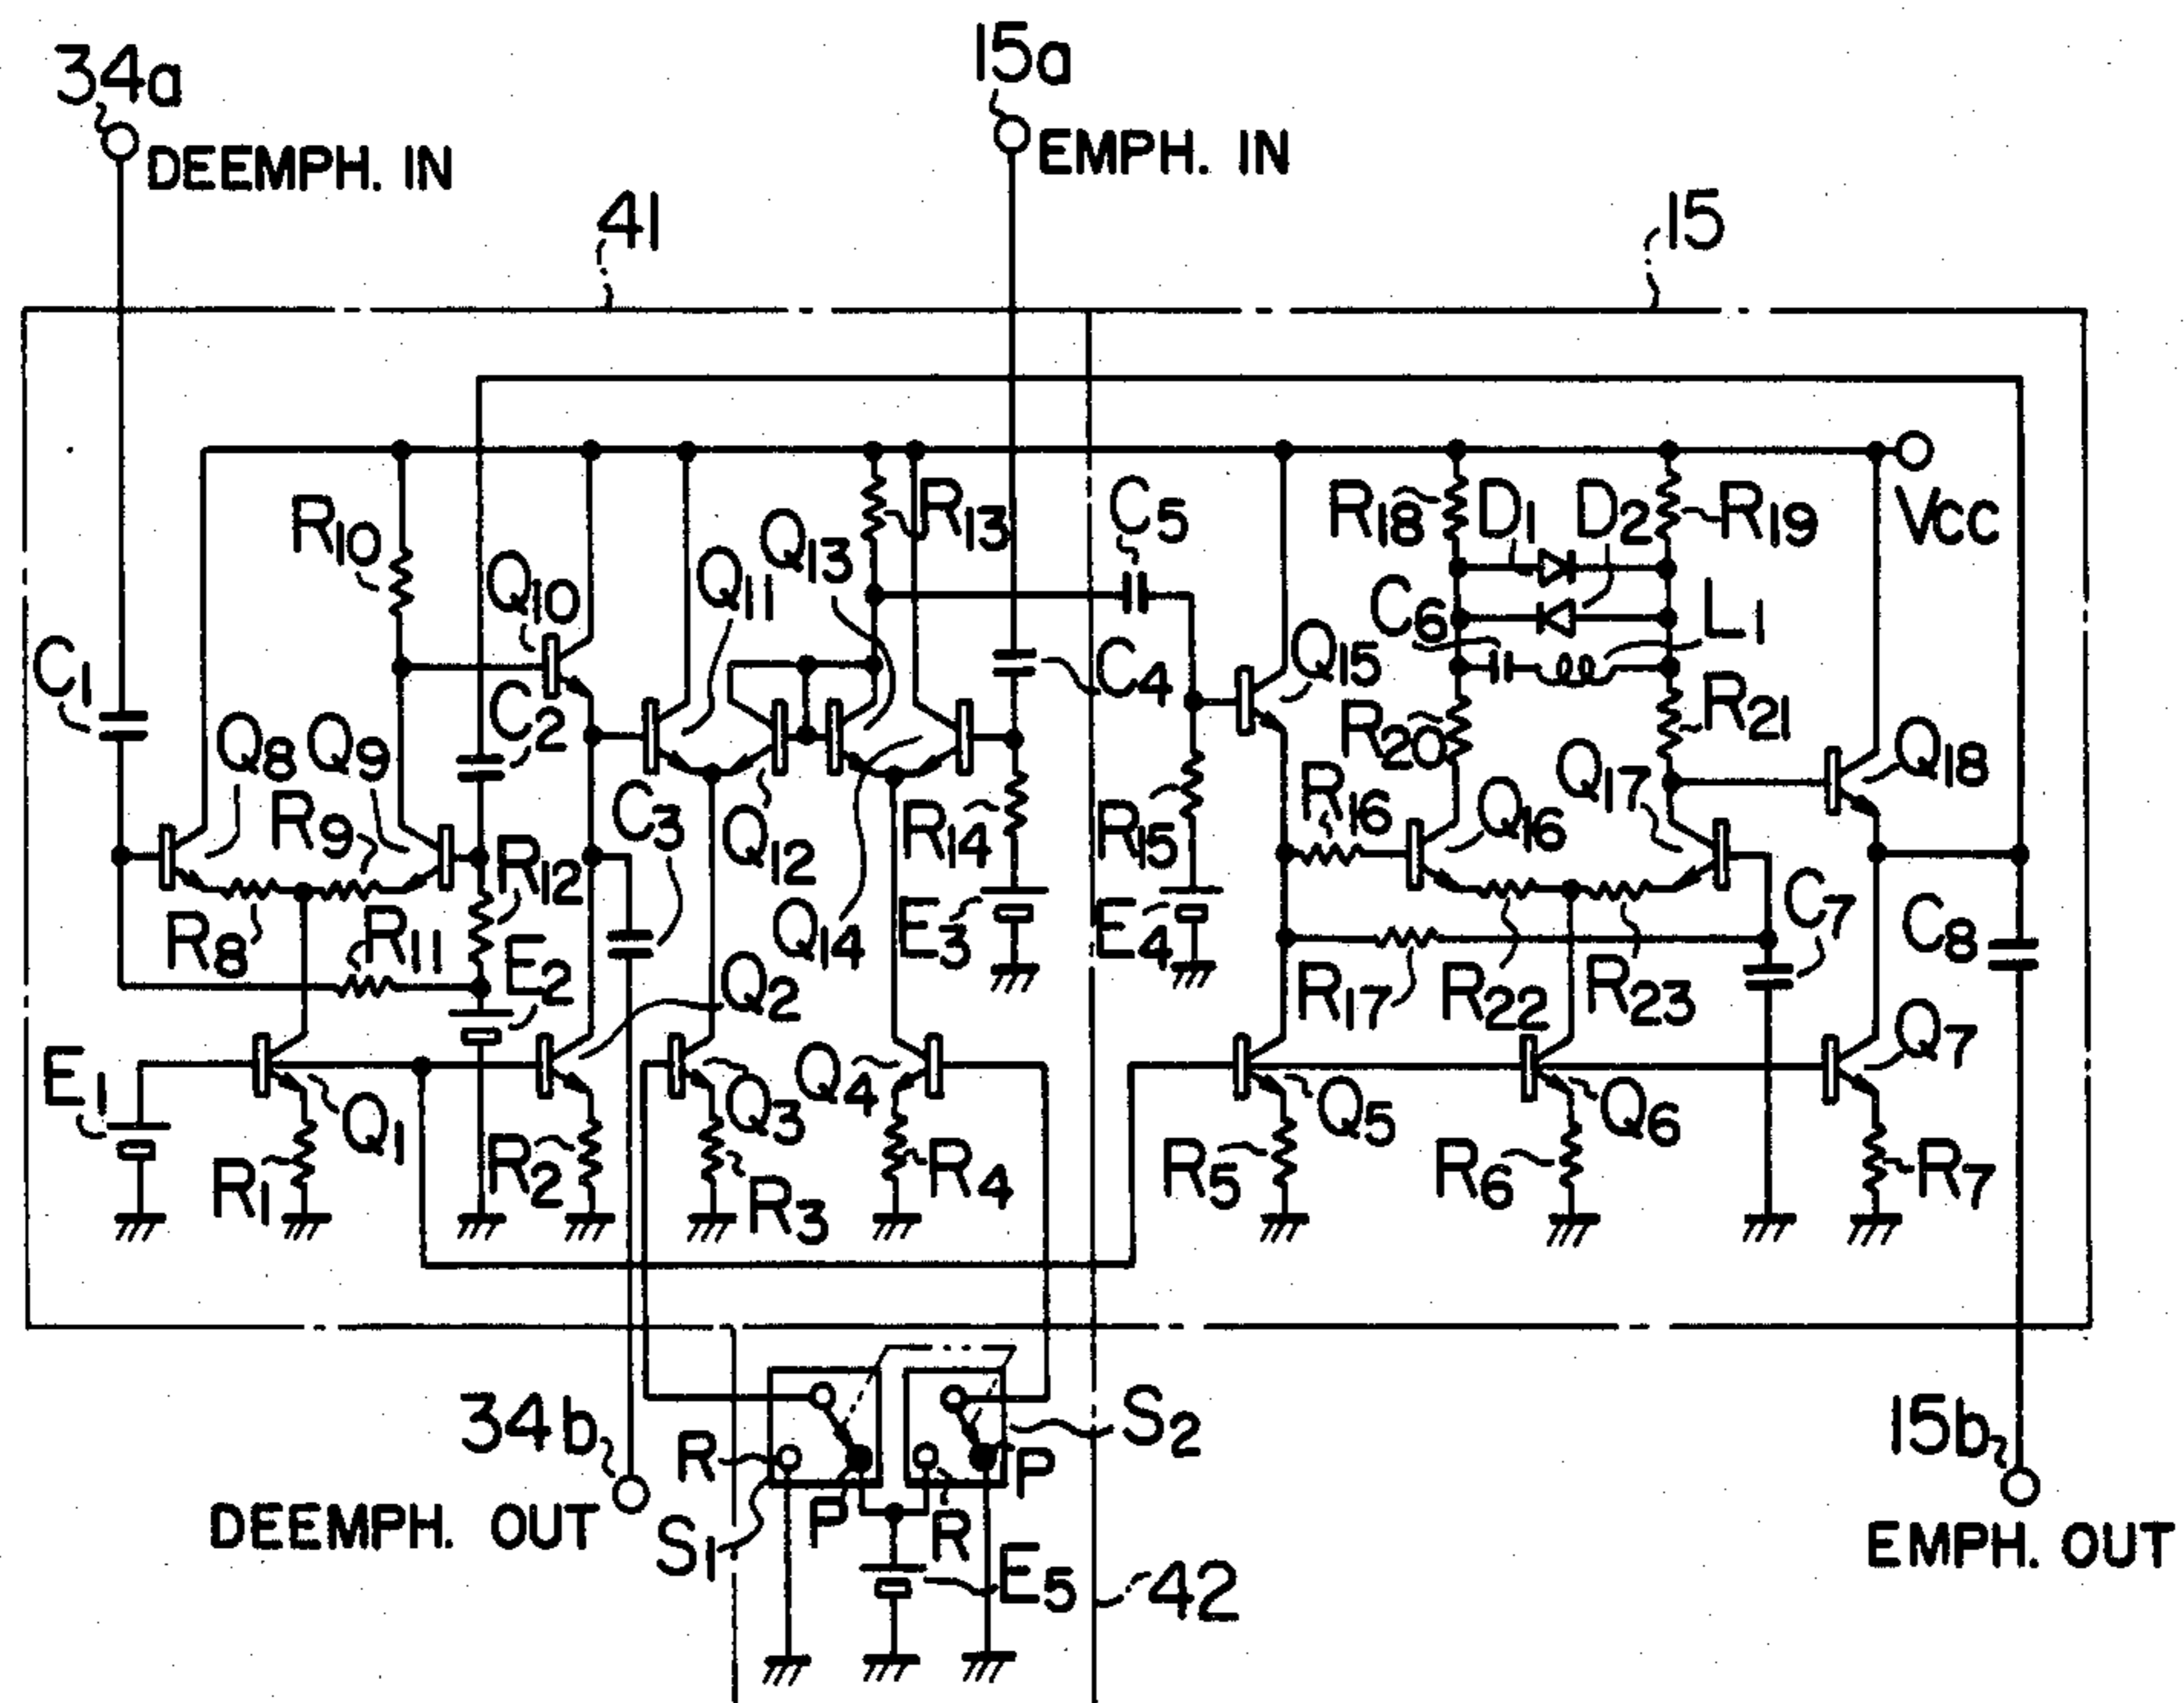 34a
15a
DEEMPH. IN
EMPH. IN
41
15
R10
Q10
Q11
Q13
R13
C5
R18
D1
D2
R19
VCC
C6
L1
C1
Q8
Q9
C2
C4
Q15
R20
R21
Q18
R9
R12
C3
Q12
R14
R15
R16
Q16
Q17
R8
R11
E2
Q14
E3
E4
C7
C8
Q2
R17
R22
R23
E1
Q1
Q3
Q4
Q5
Q6
Q7
R1
R2
R3
R4
R5
R6
R7
34b
R
S2
P
15b
DEEMPH. OUT
S1
P
R
E5
42
EMPH. OUT